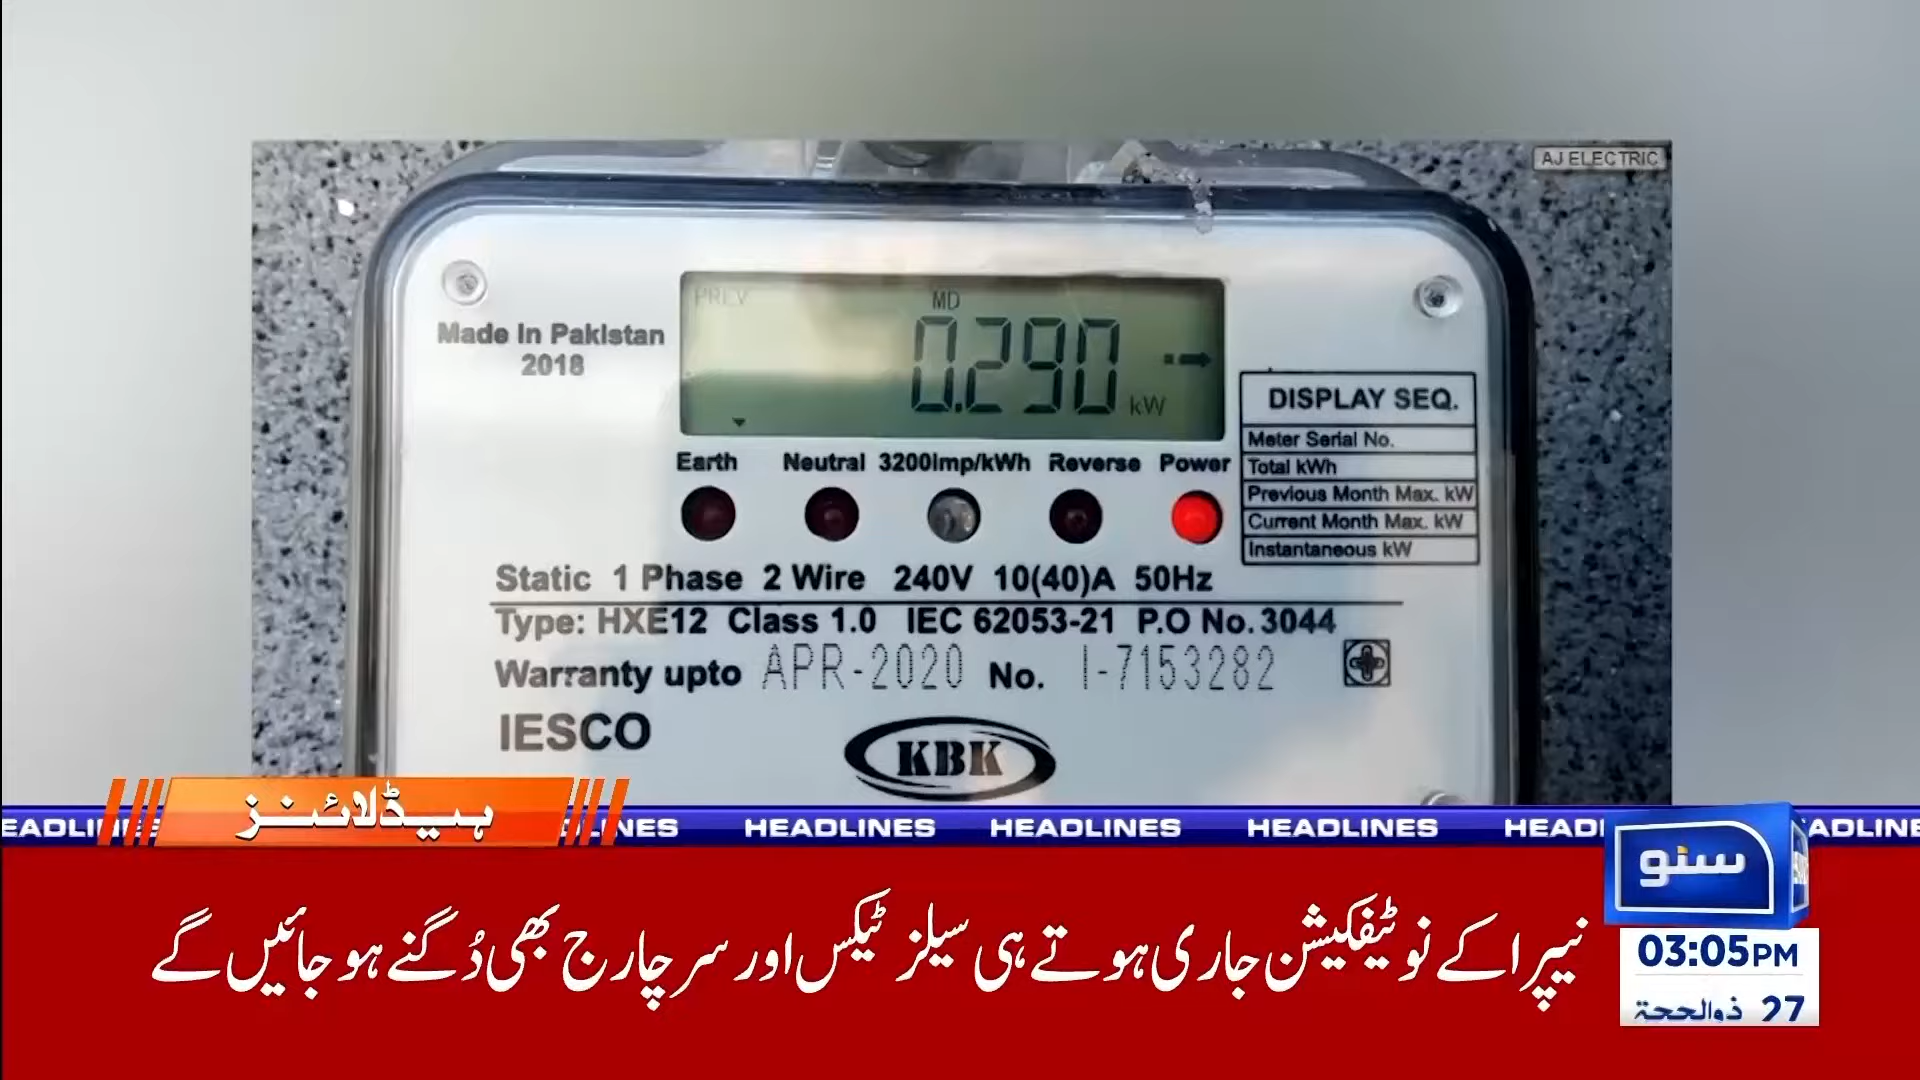 AJ ELECTRIC
Made In Pakistan
2018
PREV
MD
0.290
kW
DISPLAY SEQ.
Meter Serial No.
Total kWh
Previous Month Max. kW
Current Month Max. kW
Instantaneous kW
Earth Neutral 3200Imp/kWh Reverse Power
Static 1 Phase 2 Wire 240V 10(40)A 50Hz
Type: HXE12 Class 1.0 IEC 62053-21 P.O No. 3044
Warranty upto APR-2020 No. I-7153282
IESCO
KBK
ہیڈلائنز
HEADLINES HEADLINES HEADLINES
سنو
نیپرا کے نوٹیفکیشن جاری ہوتے ہی سیلز ٹیکس اور سرچارج بھی دُگنے ہو جائیں گے
03:05PM
27 ذوالحجۃ